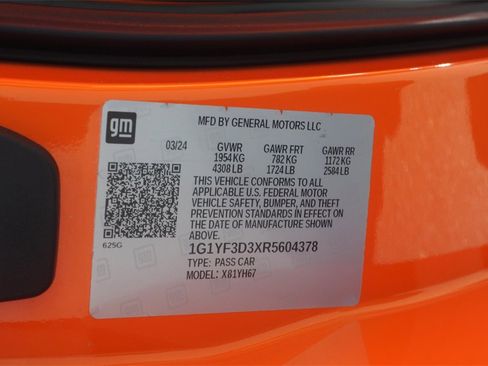 gm
MFD BY GENERAL MOTORS LLC
03/24 GVWR GAWR FRT GAWR RR
1954 KG 782 KG 1172 KG
4308 LB 1724 LB 2584 LB
THIS VEHICLE CONFORMS TO ALL
APPLICABLE U.S. FEDERAL MOTOR
VEHICLE SAFETY, BUMPER, AND THEFT
PREVENTION STANDARDS IN EFFECT ON
THE DATE OF MANUFACTURE SHOWN
ABOVE.
625G
1G1YF3D3XR5604378
TYPE: PASS CAR
MODEL: X81YH67